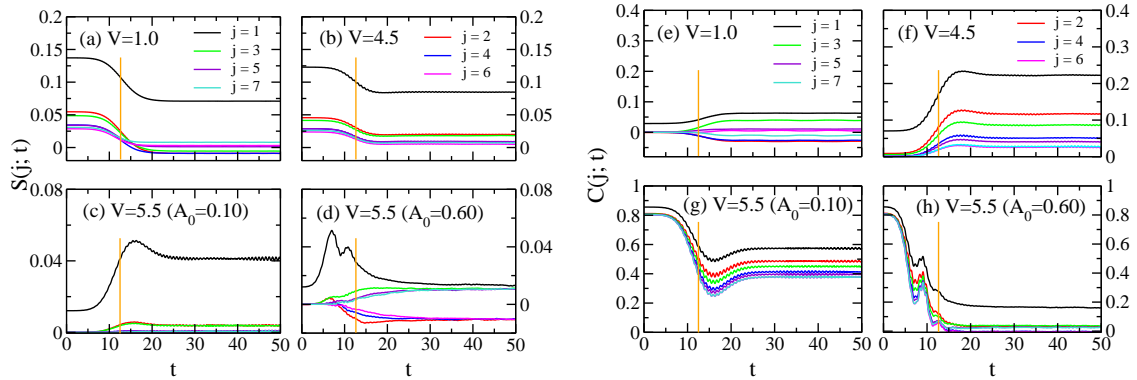 0.2
0.15
0.1
0.05
0
(a) V=1.0
j = 1
j = 3
j = 5
j = 7
(b) V=4.5
j = 2
j = 4
j = 6
0.2
0.15
0.1
0.05
0
S(j; t)
0.08
0.04
0
(c) V=5.5 (A0=0.10)
(d) V=5.5 (A0=0.60)
0.08
0.04
0
0 10 20 30 40 50
0 10 20 30 40 50
t
t
0.4
0.3
0.2
0.1
0
(e) V=1.0
j = 1
j = 3
j = 5
j = 7
(f) V=4.5
j = 2
j = 4
j = 6
0.4
0.3
0.2
0.1
0
C(j; t)
1
0.8
0.6
0.4
0.2
0
(g) V=5.5 (A0=0.10)
(h) V=5.5 (A0=0.60)
1
0.8
0.6
0.4
0.2
0
0 10 20 30 40 50
0 10 20 30 40 50
t
t